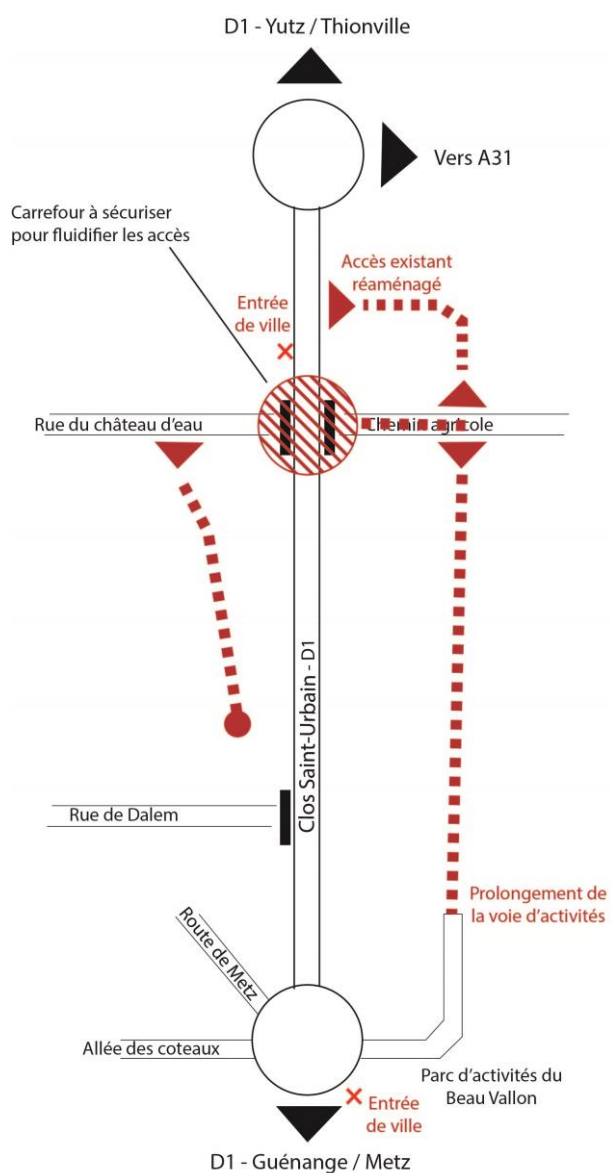 D1 - Yutz / Thionville
Vers A31
Carrefour à sécuriser
pour fluidifier les accès
Accès existant
réaménagé
Entrée
de ville
Rue du château d'eau
Chemin agricole
Clos Saint-Urbain - D1
Rue de Dalem
Prolongement de
la voie d'activités
Route de Metz
Allée des coteaux
Parc d'activités du
Beau Vallon
Entrée
de ville
D1 - Guénange / Metz